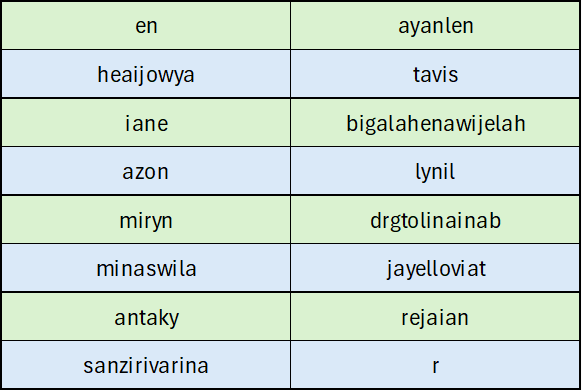 en ayanlen
heaijowya tavis
iane bigalahenawijelah
azon lynil
miryn drgtolinainab
minaswila jayelloviat
antaky rejaian
sanzirivarina r